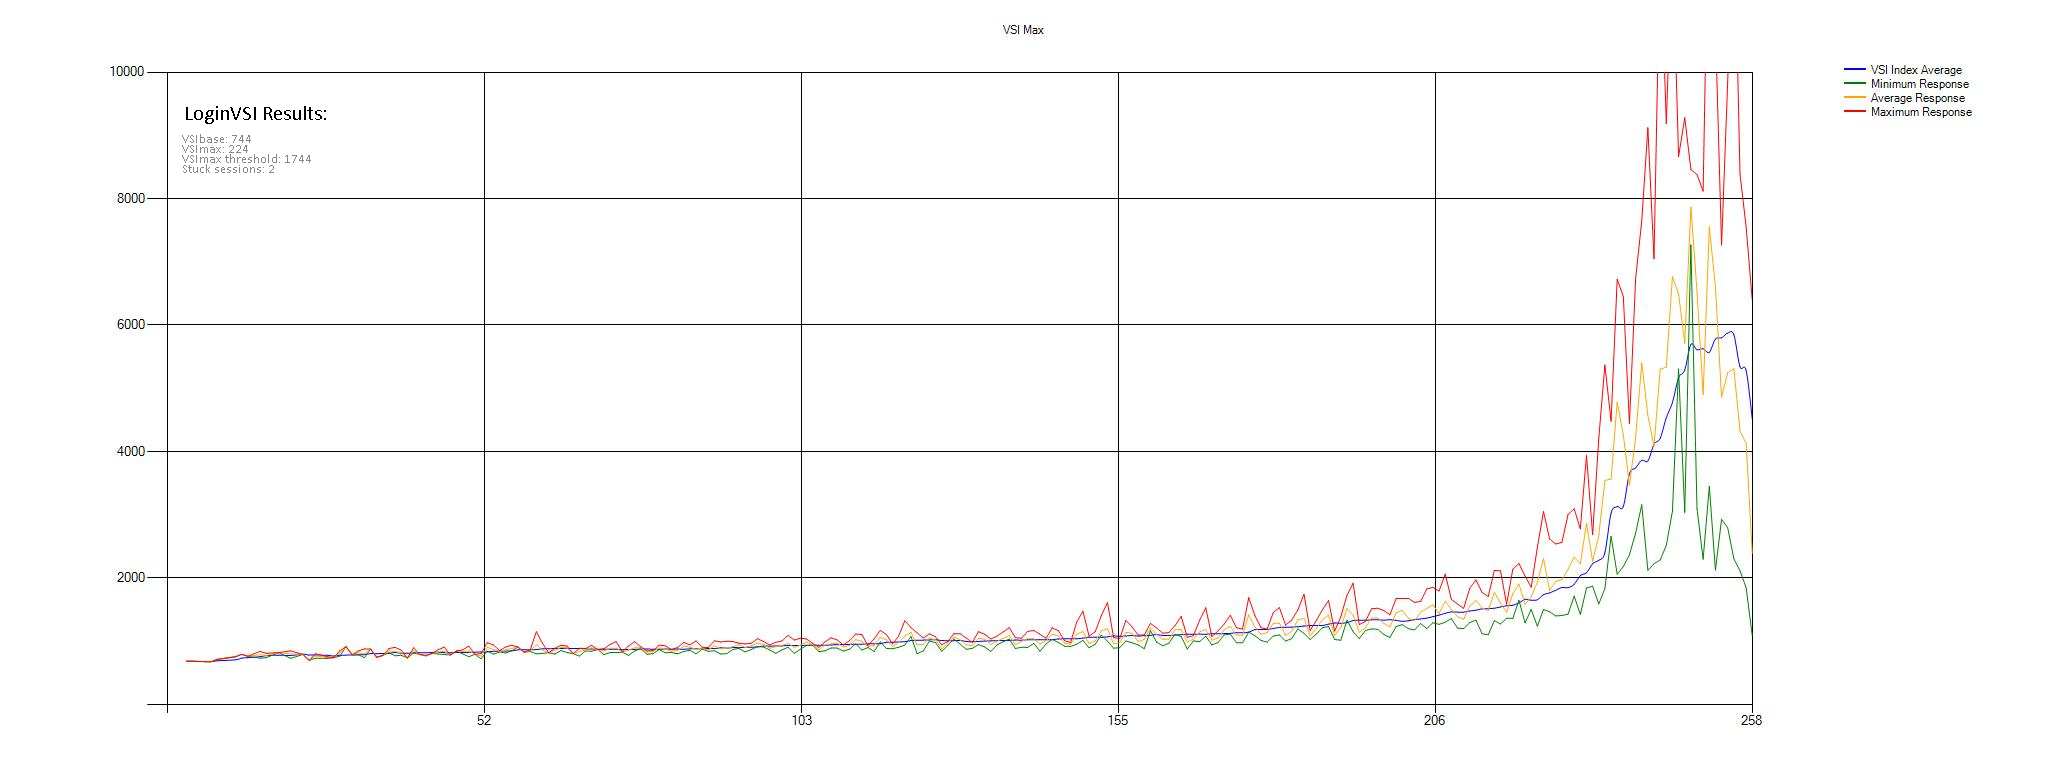 VSI Max
10000
8000
6000
4000
2000
LoginVSI Results:
VSIbase: 744
VSImax: 224
VSImax threshold: 1744
Stuck sessions: 2
VSI Index Average
Minimum Response
Average Response
Maximum Response
52
103
155
206
258